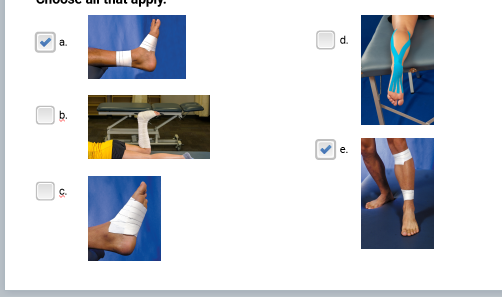 Choose all that apply.
a.
b.
c.
d.
e.